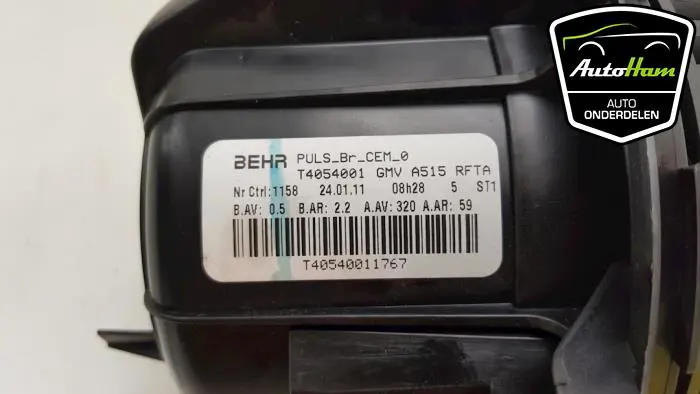 BEHR PULS_Br_CEM_0
T4054001 GMV A515 RFTA
Nr Ctrl:1158 24.01.11 08h28 5 ST1
B.AV: 0.5 B.AR: 2.2 A.AV: 320 A.AR: 59
T40540011767
AutoHam
AUTO
ONDERDELEN